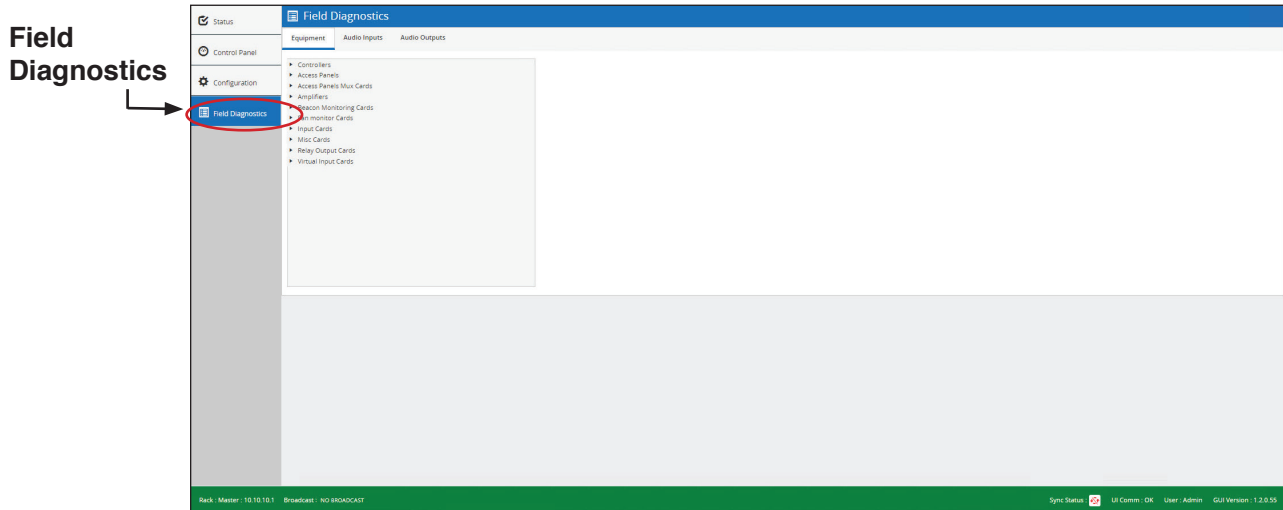 Field
Diagnostics
Status
Control Panel
Configuration
Field Diagnostics
Field Diagnostics
Equipment Audio Inputs Audio Outputs
Controllers
Access Panels
Access Panels Mux Cards
Amplifiers
Beacon Monitoring Cards
monitor Cards
Input Cards
Misc Cards
Relay Output Cards
Virtual Input Cards
Rack : Master : 10.10.10.1 Broadcast : NO BROADCAST Sync Status : UI Comm : OK User : Admin GUI Version : 1.2.0.55